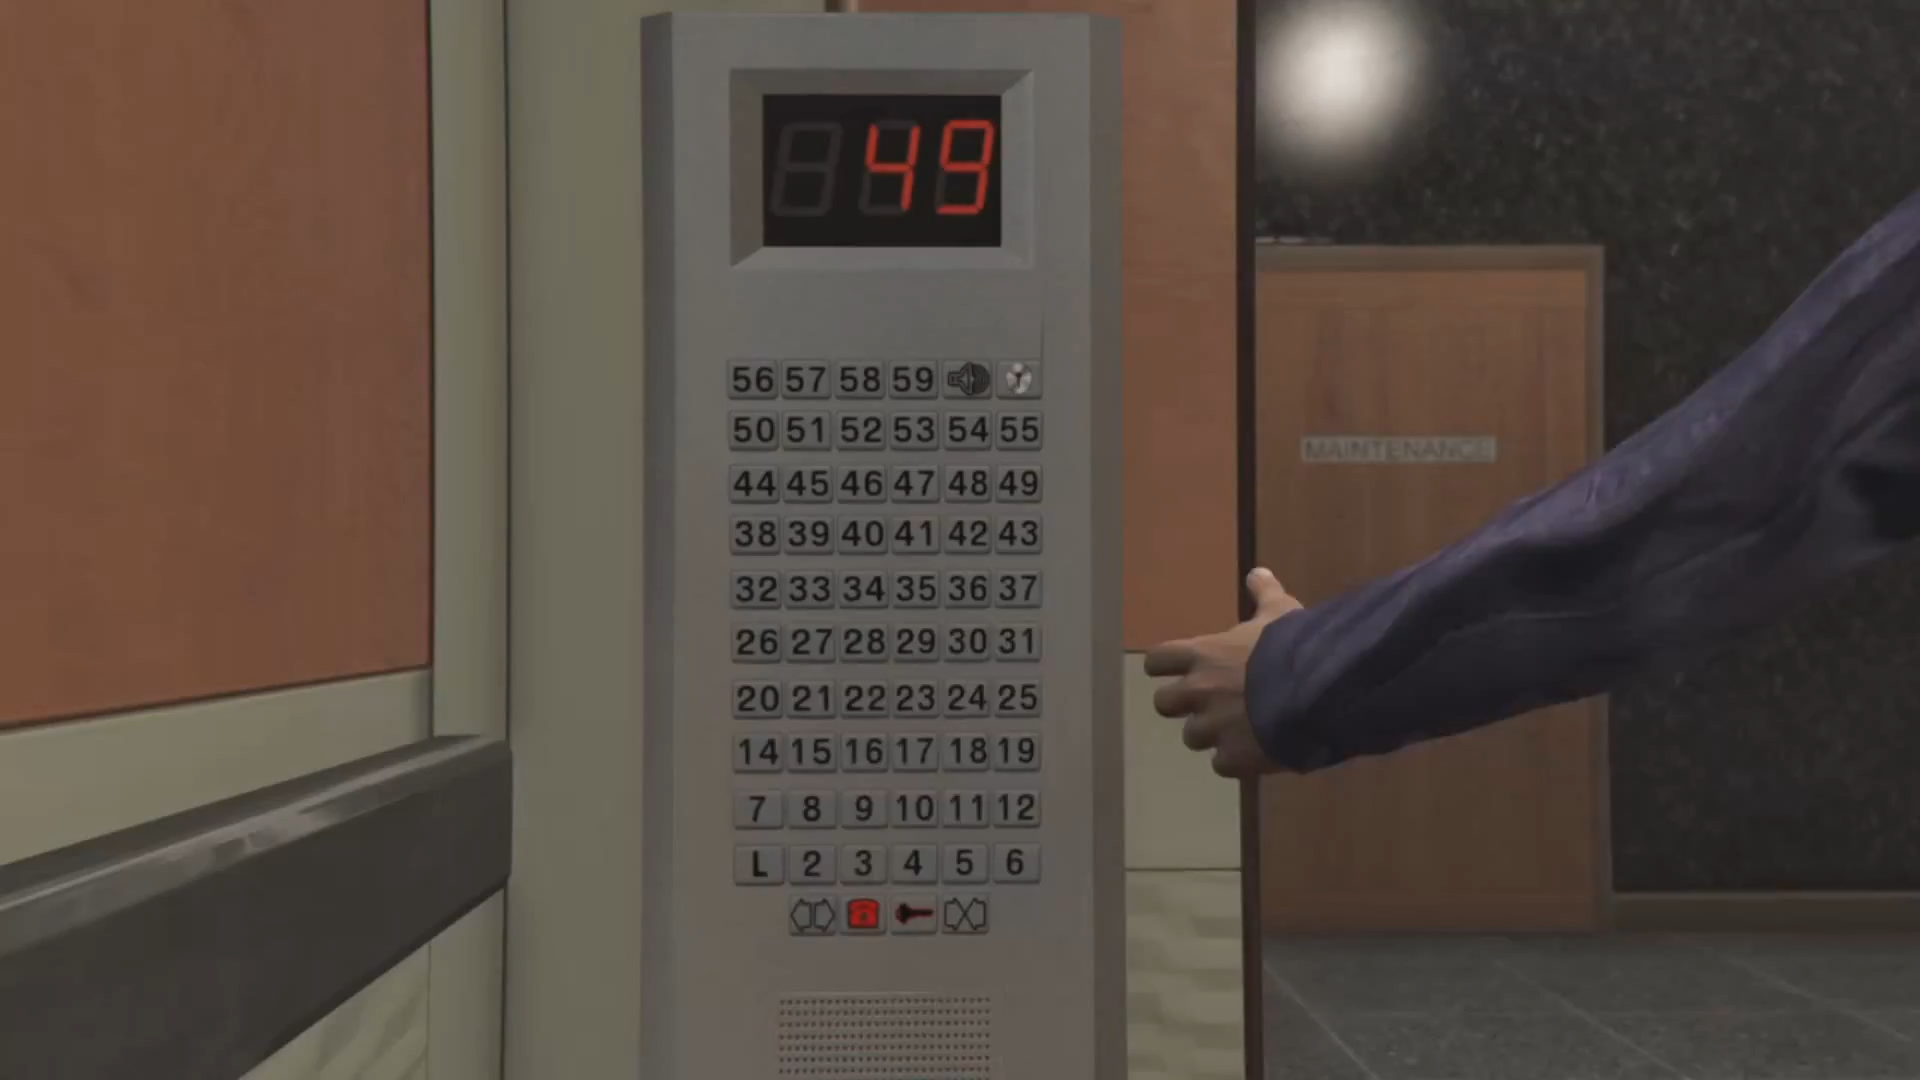 49
56 57 58 59
50 51 52 53 54 55
44 45 46 47 48 49
38 39 40 41 42 43
32 33 34 35 36 37
26 27 28 29 30 31
20 21 22 23 24 25
14 15 16 17 18 19
7 8 9 10 11 12
L 2 3 4 5 6
MAINTENANCE